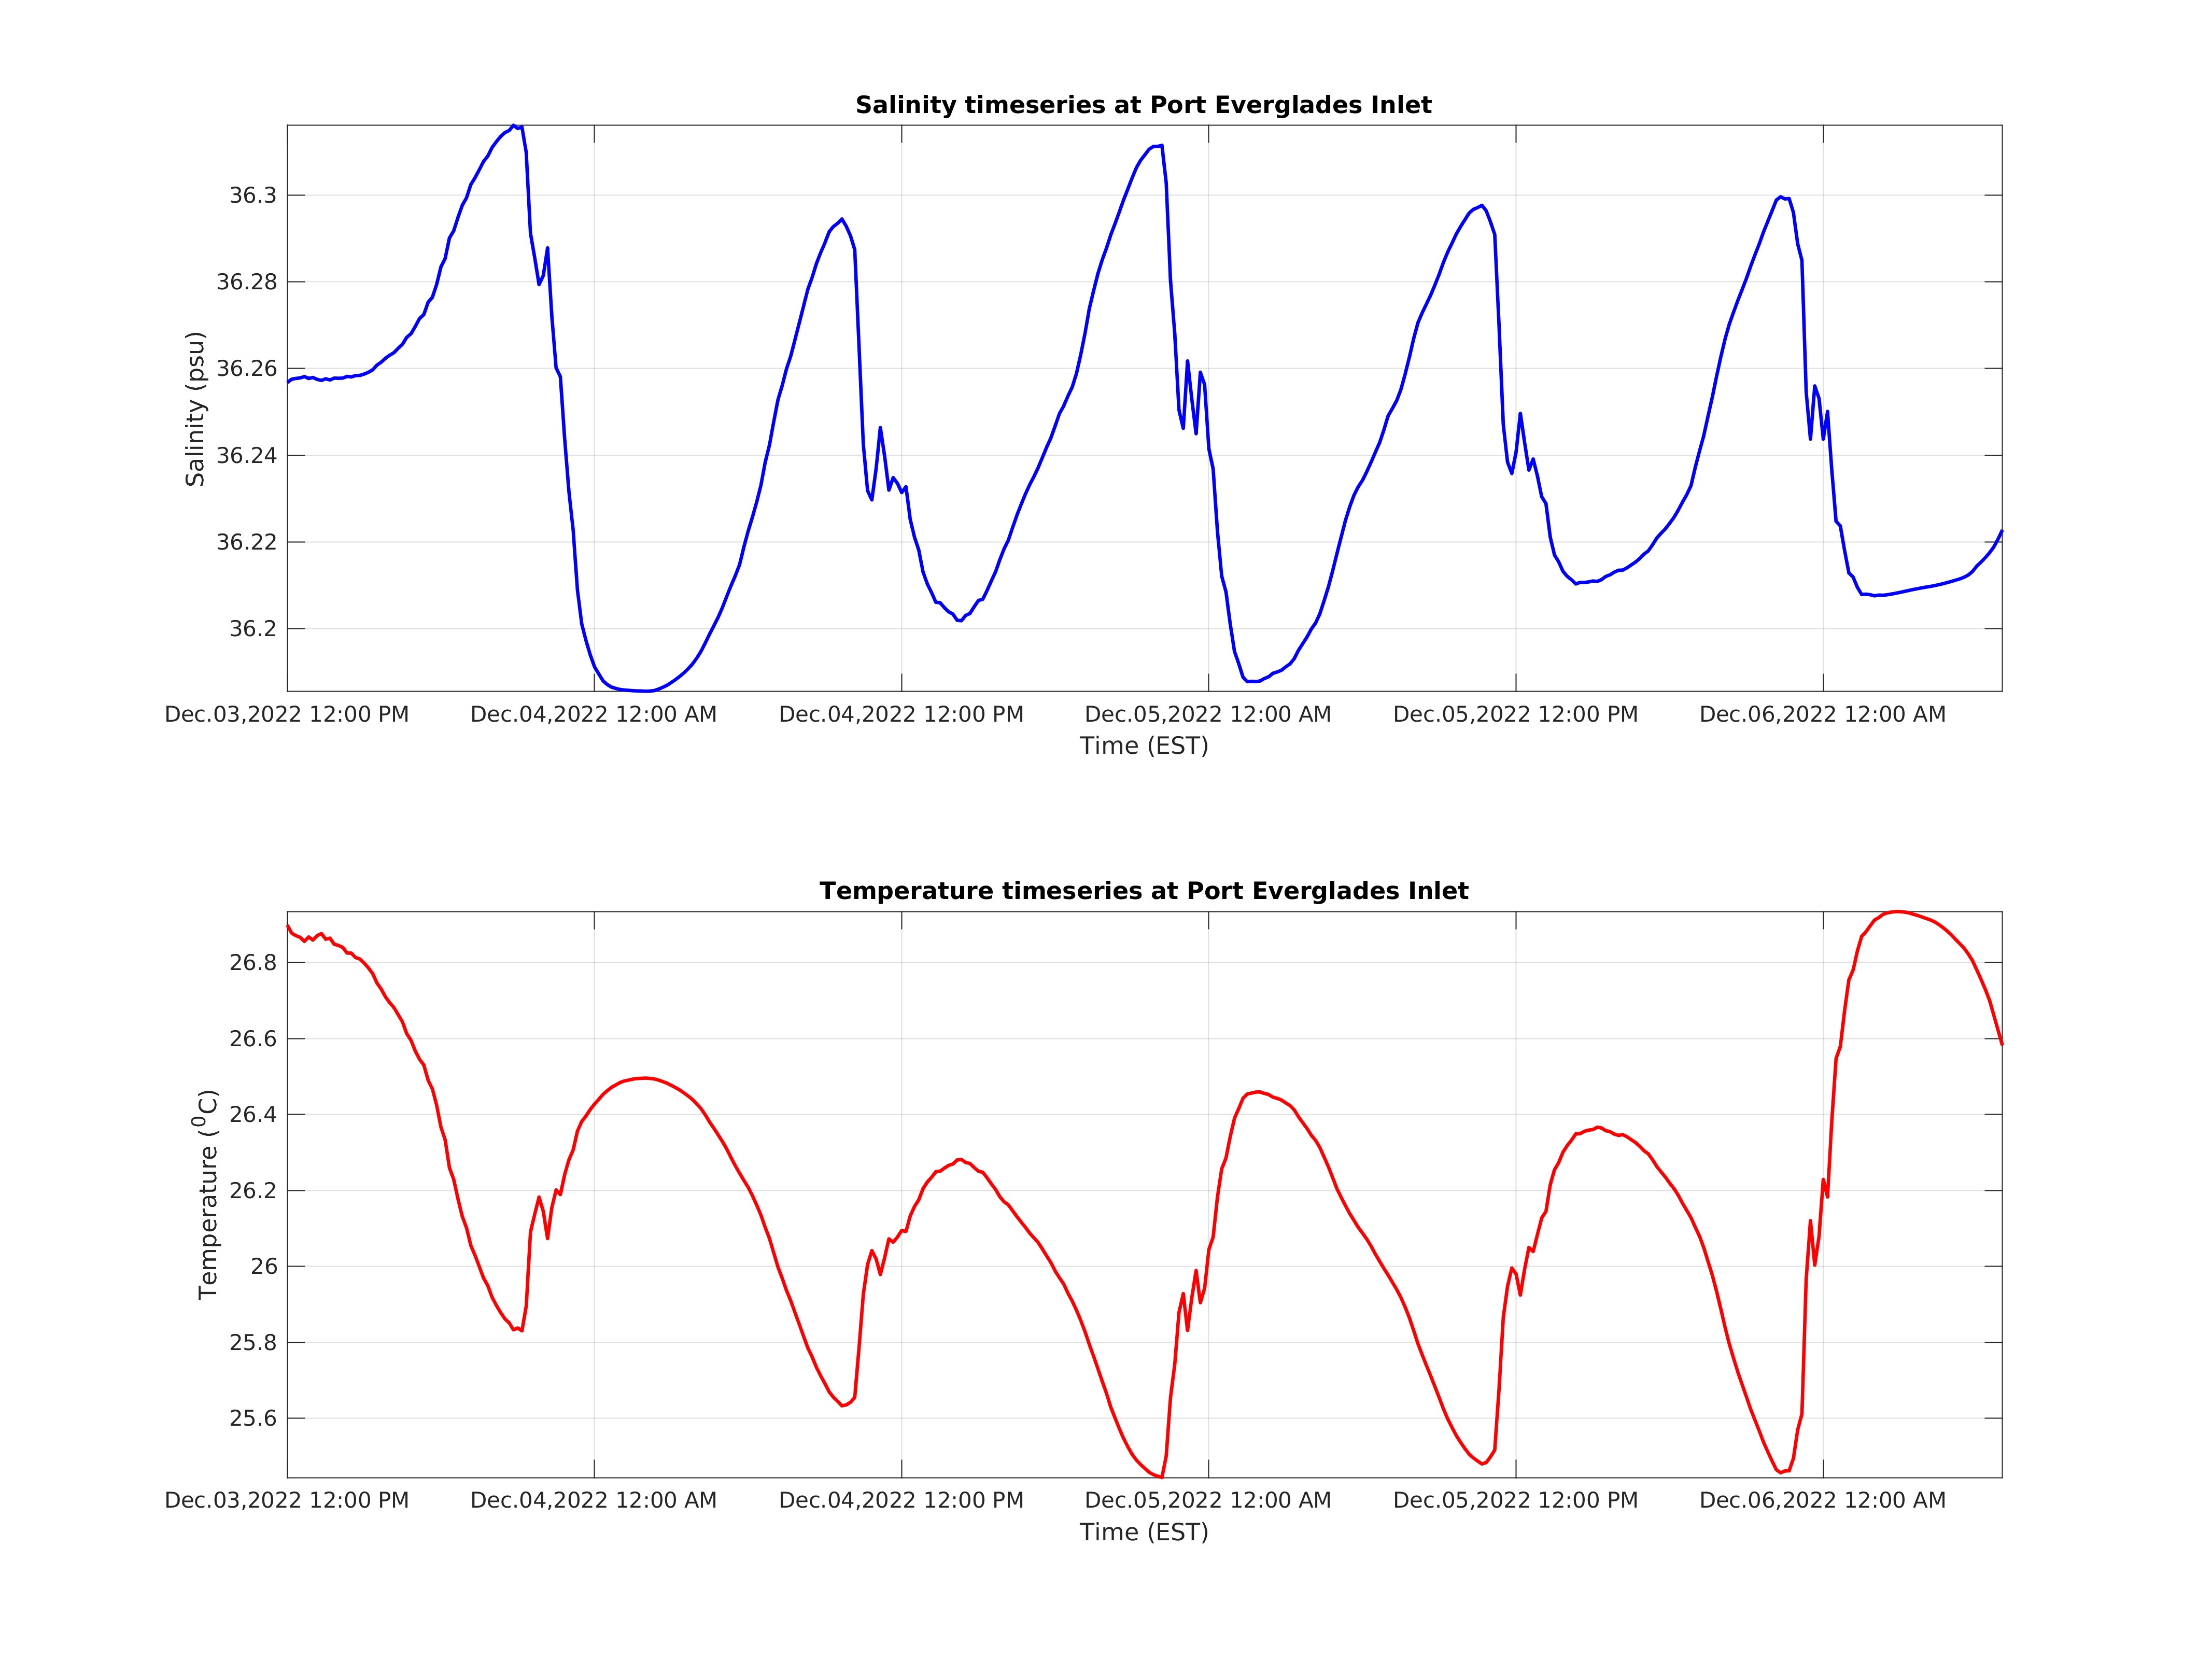 Salinity timeseries at Port Everglades Inlet
Salinity (psu)
36.3
36.28
36.26
36.24
36.22
36.2
Dec.03,2022 12:00 PM Dec.04,2022 12:00 AM Dec.04,2022 12:00 PM Dec.05,2022 12:00 AM Dec.05,2022 12:00 PM Dec.06,2022 12:00 AM
Time (EST)
Temperature timeseries at Port Everglades Inlet
Temperature (⁰C)
26.8
26.6
26.4
26.2
26
25.8
25.6
Dec.03,2022 12:00 PM Dec.04,2022 12:00 AM Dec.04,2022 12:00 PM Dec.05,2022 12:00 AM Dec.05,2022 12:00 PM Dec.06,2022 12:00 AM
Time (EST)